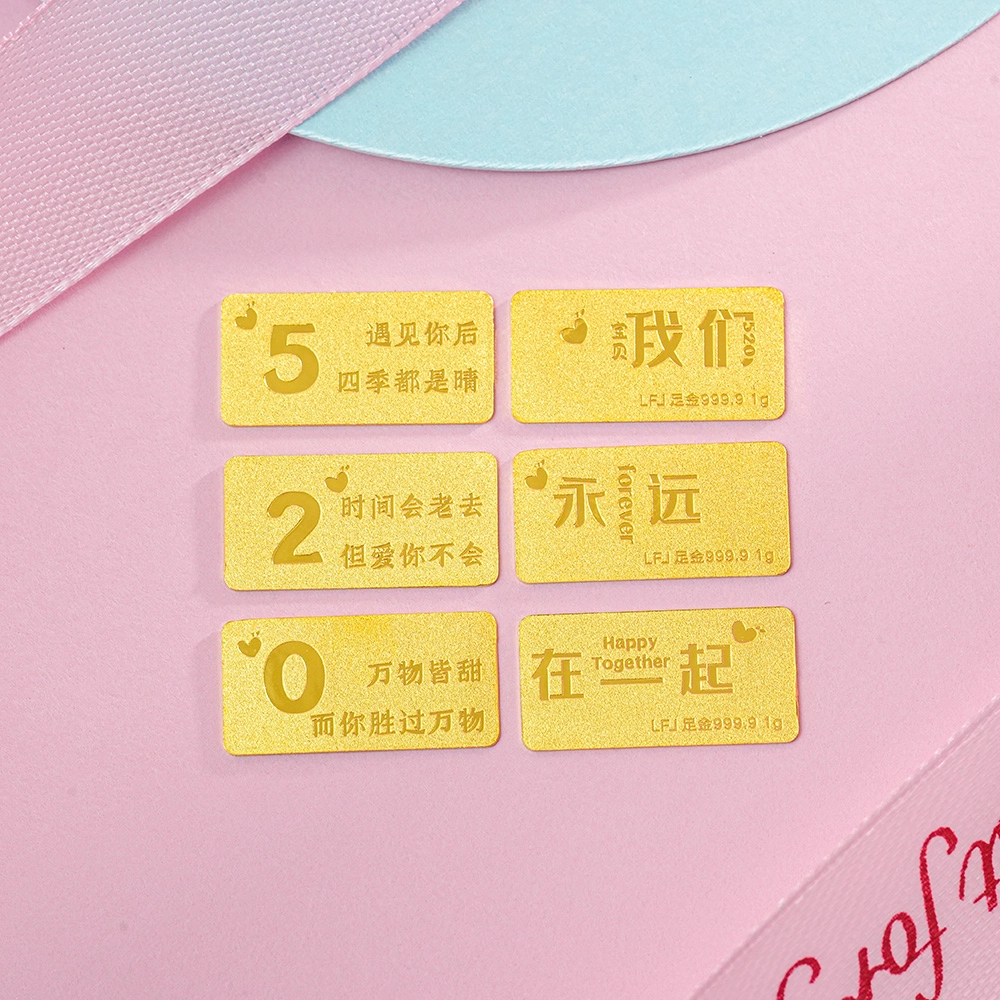 5
遇见你后
四季都是晴
宝贝
我们
520
LFJ 足金999.9 1g
2
时间会老去
但爱你不会
永远
forever
LFJ 足金999.9 1g
0
万物皆甜
而你胜过万物
Happy
Together
在一起
LFJ 足金999.9 1g
for